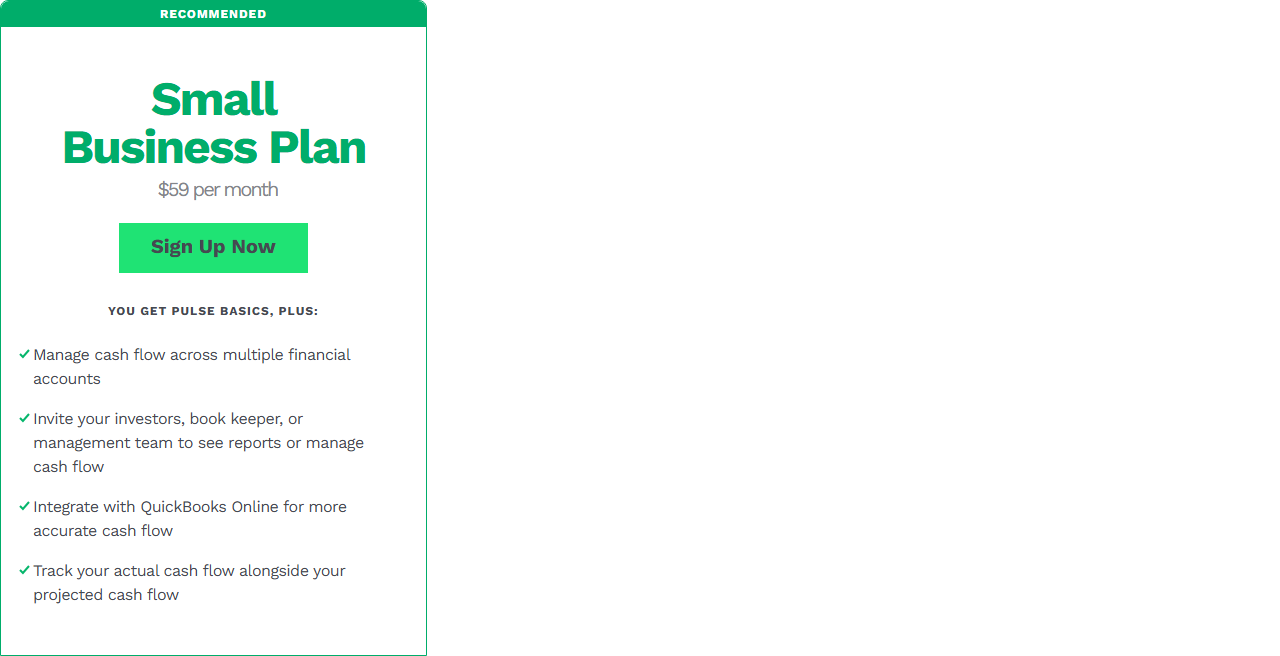 RECOMMENDED
Small
Business Plan
$59 per month
Sign Up Now
YOU GET PULSE BASICS, PLUS:
Manage cash flow across multiple financial
accounts
Invite your investors, book keeper, or
management team to see reports or manage
cash flow
Integrate with QuickBooks Online for more
accurate cash flow
Track your actual cash flow alongside your
projected cash flow